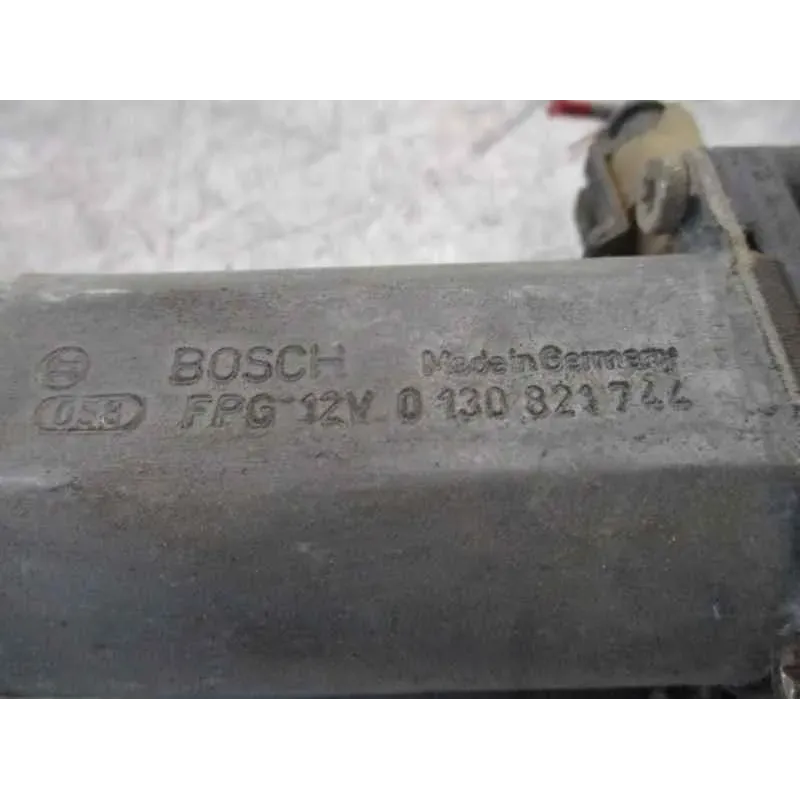 BOSCH Made in Germany
058 FPG 12V 0 130 821 744